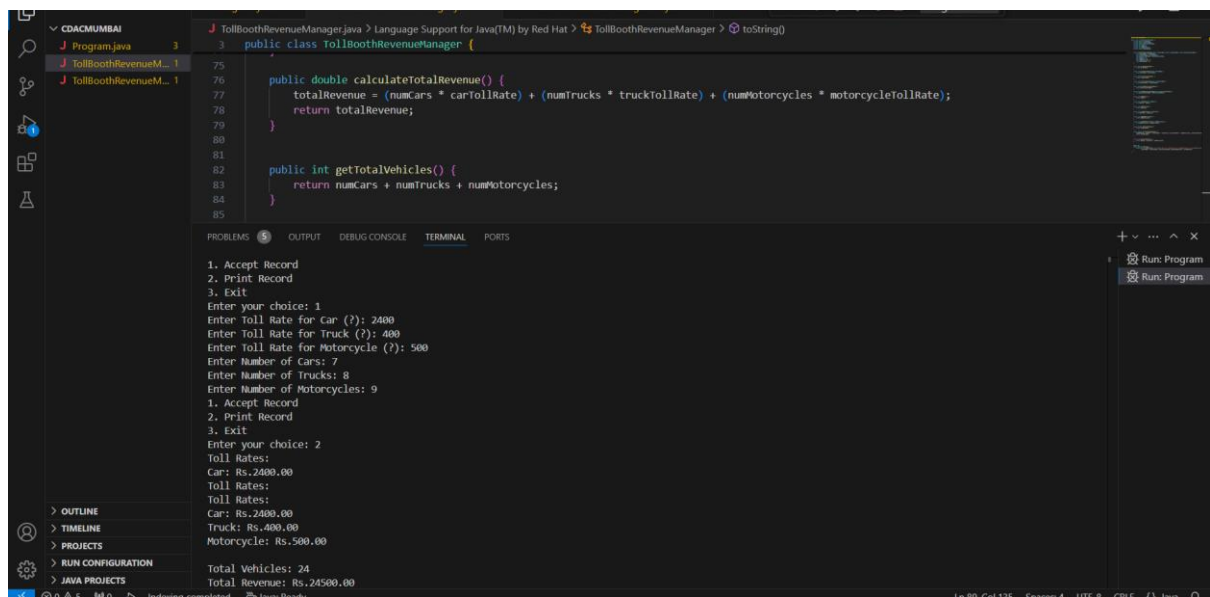 CDACMUMBAI
J Program.java 3
J TollBoothRevenueM... 1
J TollBoothRevenueM... 1
OUTLINE
TIMELINE
PROJECTS
RUN CONFIGURATION
JAVA PROJECTS
J TollBoothRevenueManager.java > Language Support for Java(TM) by Red Hat > TollBoothRevenueManager > toString()
3 public class TollBoothRevenueManager {
75
76 public double calculateTotalRevenue() {
77 totalRevenue = (numCars * carTollRate) + (numTrucks * truckTollRate) + (numMotorcycles * motorcycleTollRate);
78 return totalRevenue;
79 }
80
81
82 public int getTotalVehicles() {
83 return numCars + numTrucks + numMotorcycles;
84 }
85
PROBLEMS 5 OUTPUT DEBUG CONSOLE TERMINAL PORTS
1. Accept Record
2. Print Record
3. Exit
Enter your choice: 1
Enter Toll Rate for Car (?): 2400
Enter Toll Rate for Truck (?): 400
Enter Toll Rate for Motorcycle (?): 500
Enter Number of Cars: 7
Enter Number of Trucks: 8
Enter Number of Motorcycles: 9
1. Accept Record
2. Print Record
3. Exit
Enter your choice: 2
Toll Rates:
Car: Rs.2400.00
Toll Rates:
Toll Rates:
Car: Rs.2400.00
Truck: Rs.400.00
Motorcycle: Rs.500.00
Total Vehicles: 24
Total Revenue: Rs.24500.00
Run: Program
Run: Program
Indexing completed Java: Ready